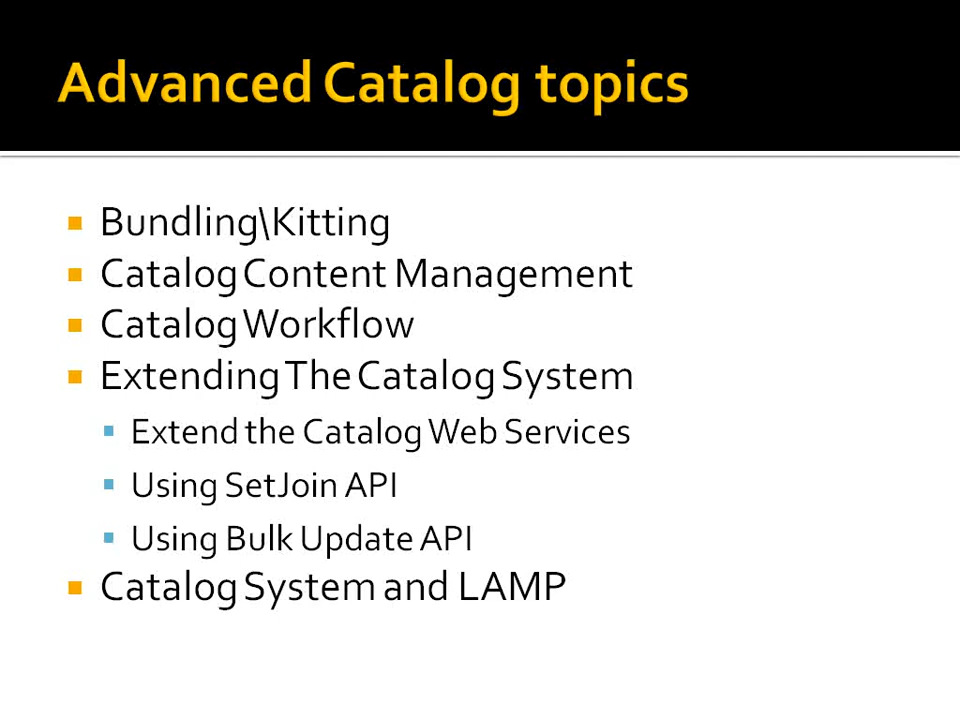 Advanced Catalog topics
Bundling\Kitting
Catalog Content Management
Catalog Workflow
Extending The Catalog System
Extend the Catalog Web Services
Using SetJoin API
Using Bulk Update API
Catalog System and LAMP